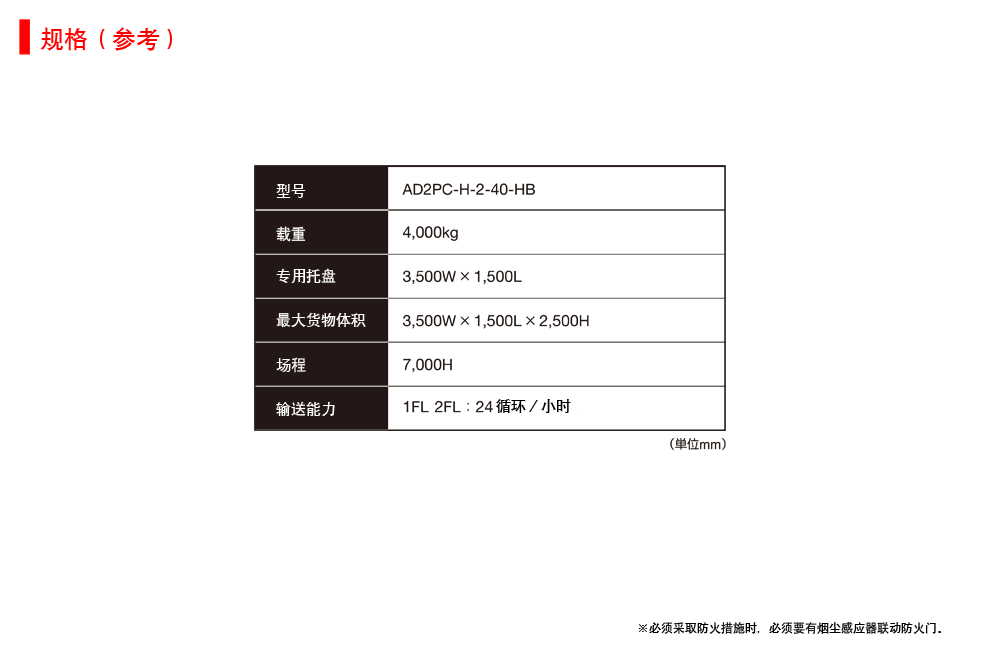 规格（参考）
型号 AD2PC-H-2-40-HB
载重 4,000kg
专用托盘 3,500W×1,500L
最大货物体积 3,500W×1,500L×2,500H
场程 7,000H
输送能力 1FL 2FL：24循环／小时
（単位mm）
※必须采取防火措施时，必须要有烟尘感应器联动防火门。